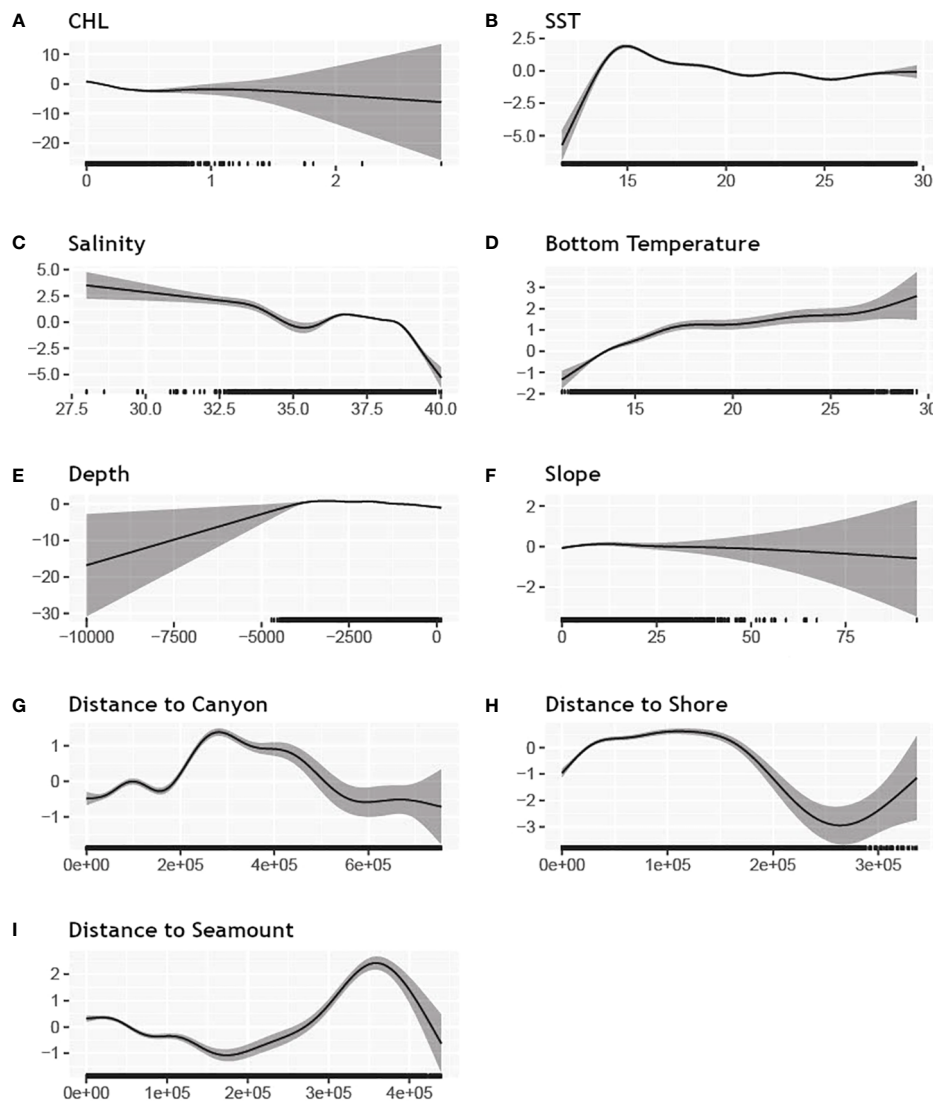 A CHL
10
0
−10
−20
0 1 2
B SST
2.5
0.0
−2.5
−5.0
15 20 25 30
C Salinity
5.0
2.5
0.0
−2.5
−5.0
27.5 30.0 32.5 35.0 37.5 40.0
D Bottom Temperature
3
2
1
0
−1
−2
15 20 25 30
E Depth
0
−10
−20
−30
−10000 −7500 −5000 −2500 0
F Slope
2
0
−2
0 25 50 75
G Distance to Canyon
1
0
−1
0e+00 2e+05 4e+05 6e+05
H Distance to Shore
0
−1
−2
−3
0e+00 1e+05 2e+05 3e+05
I Distance to Seamount
2
1
0
−1
0e+00 1e+05 2e+05 3e+05 4e+05